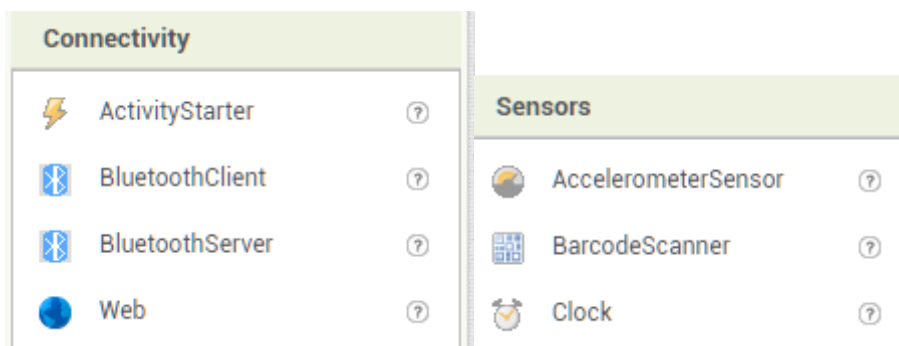 Connectivity
ActivityStarter ?
BluetoothClient ?
BluetoothServer ?
Web ?
Sensors
AccelerometerSensor ?
BarcodeScanner ?
Clock ?